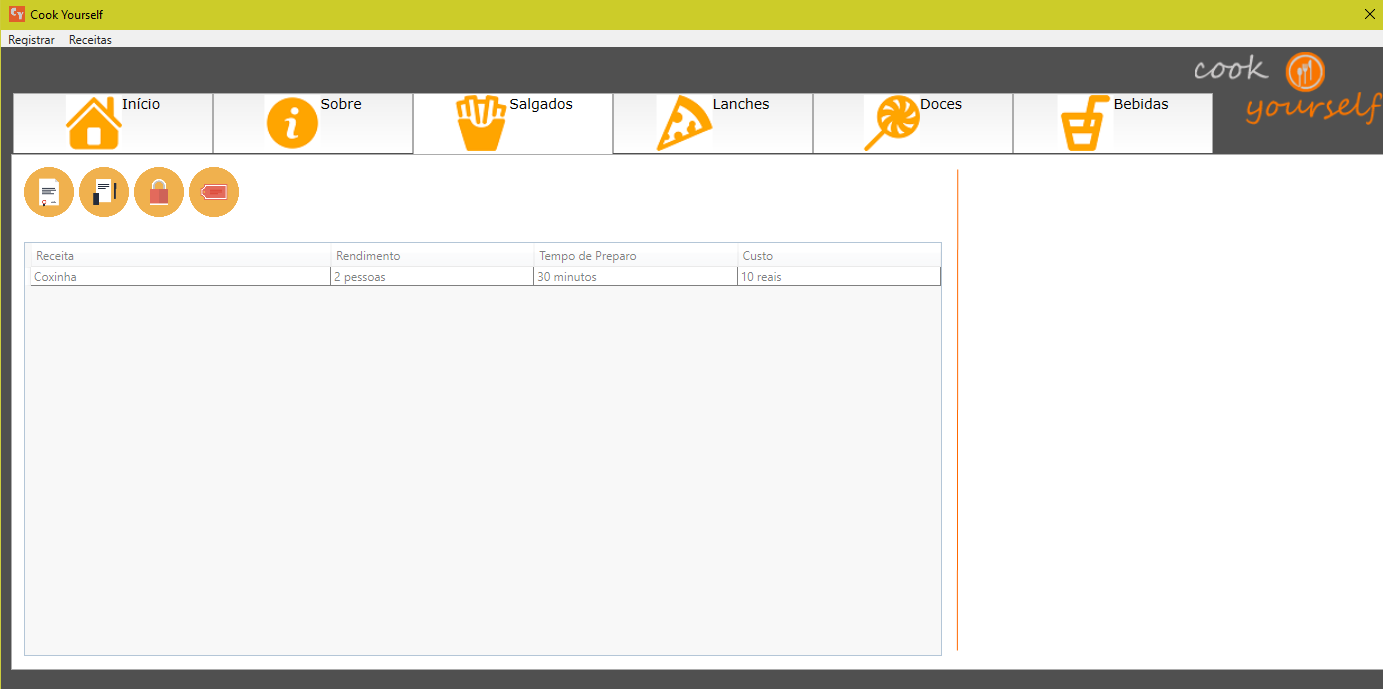 Cook Yourself
Registrar Receitas
cook
yourself
Início Sobre Salgados Lanches Doces Bebidas
Receita Rendimento Tempo de Preparo Custo
Coxinha 2 pessoas 30 minutos 10 reais